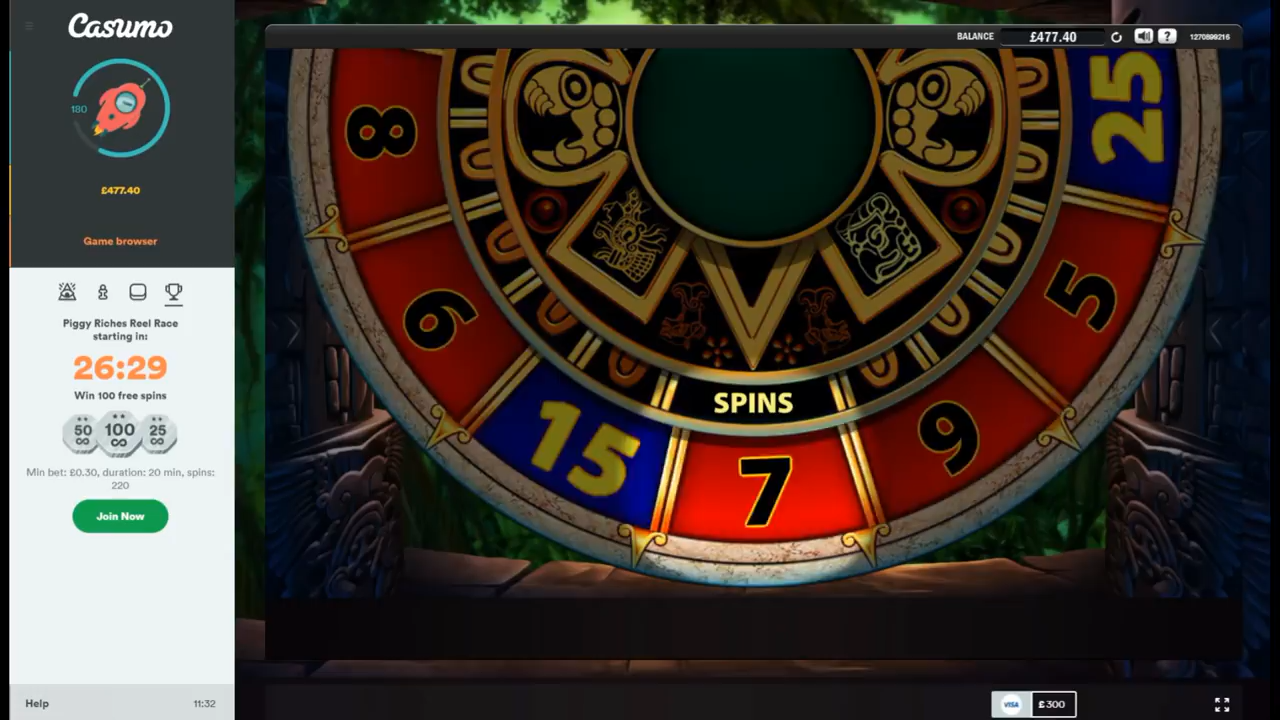 Casumo
180
£477.40
Game browser
Piggy Riches Reel Race
starting in:
26:29
Win 100 free spins
50 100 25
Min bet: £0.30, duration: 20 min, spins:
220
Join Now
Help 11:32
BALANCE £477.40 ? 1270899216
8
25
6
5
SPINS
15
7
9
VISA £300